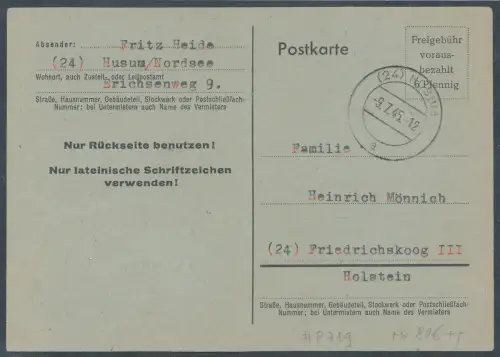 Absender: Fritz Heide
(24) Husum/Nordsee
Wohnort, auch Zustell- oder Leitpostamt
Erichsenweg 9.
Straße, Hausnummer, Gebäudeteil, Stockwerk oder Postschließfach-
Nummer; bei Untermietern auch Name des Vermieters
Nur Rückseite benutzen!
Nur lateinische Schriftzeichen
verwenden!
Postkarte
Freigebühr
voraus-
bezahlt
6 Pfennig
(24) Husum
-9.7.45.-12
a
Familie
Heinrich Mönnich
(24) Friedrichskoog III
Holstein
Straße, Hausnummer, Gebäudeteil, Stockwerk oder Postschließfach-
Nummer; bei Untermietern auch Name des Vermieters